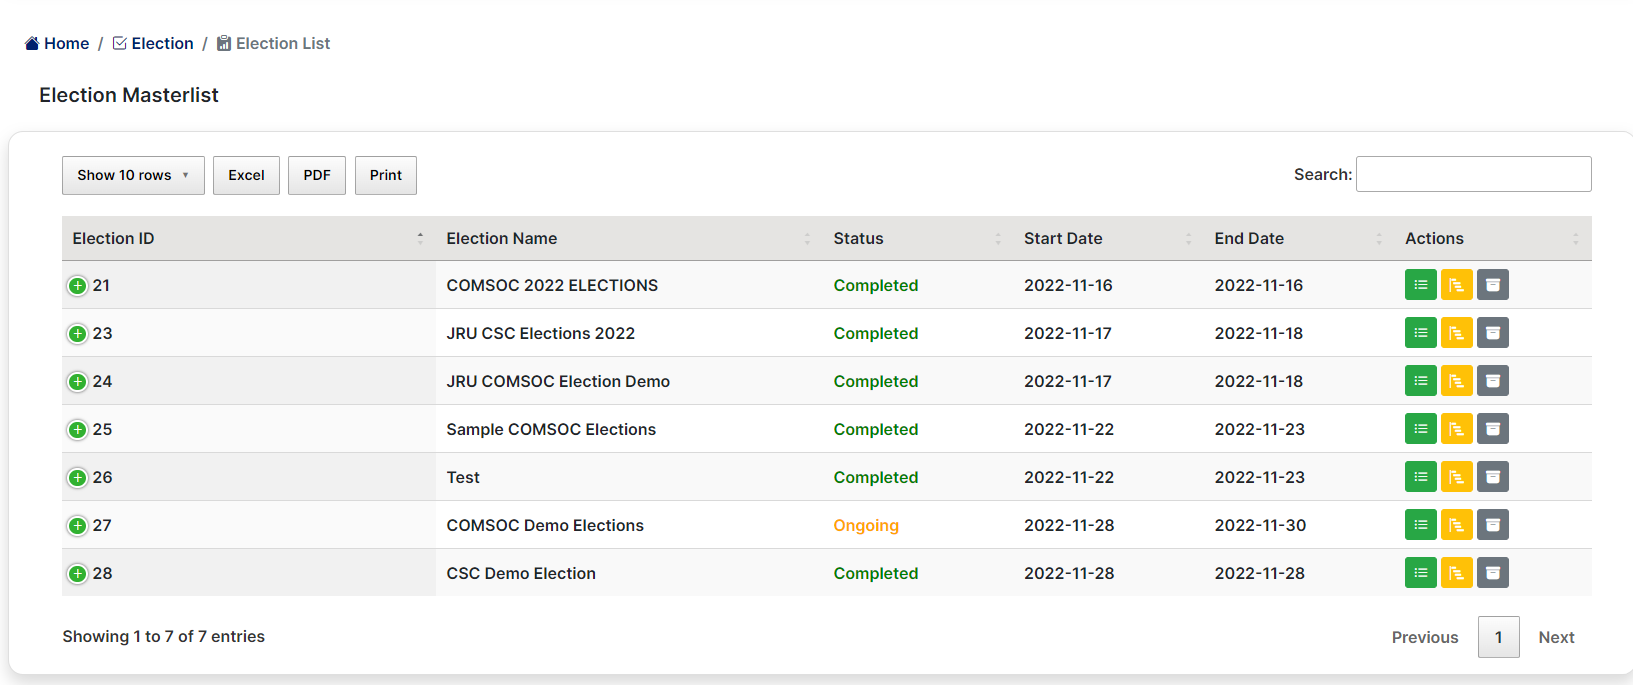 Home / Election / Election List
Election Masterlist
Show 10 rows Excel PDF Print Search:
Election ID Election Name Status Start Date End Date Actions
21 COMSOC 2022 ELECTIONS Completed 2022-11-16 2022-11-16
23 JRU CSC Elections 2022 Completed 2022-11-17 2022-11-18
24 JRU COMSOC Election Demo Completed 2022-11-17 2022-11-18
25 Sample COMSOC Elections Completed 2022-11-22 2022-11-23
26 Test Completed 2022-11-22 2022-11-23
27 COMSOC Demo Elections Ongoing 2022-11-28 2022-11-30
28 CSC Demo Election Completed 2022-11-28 2022-11-28
Showing 1 to 7 of 7 entries Previous 1 Next